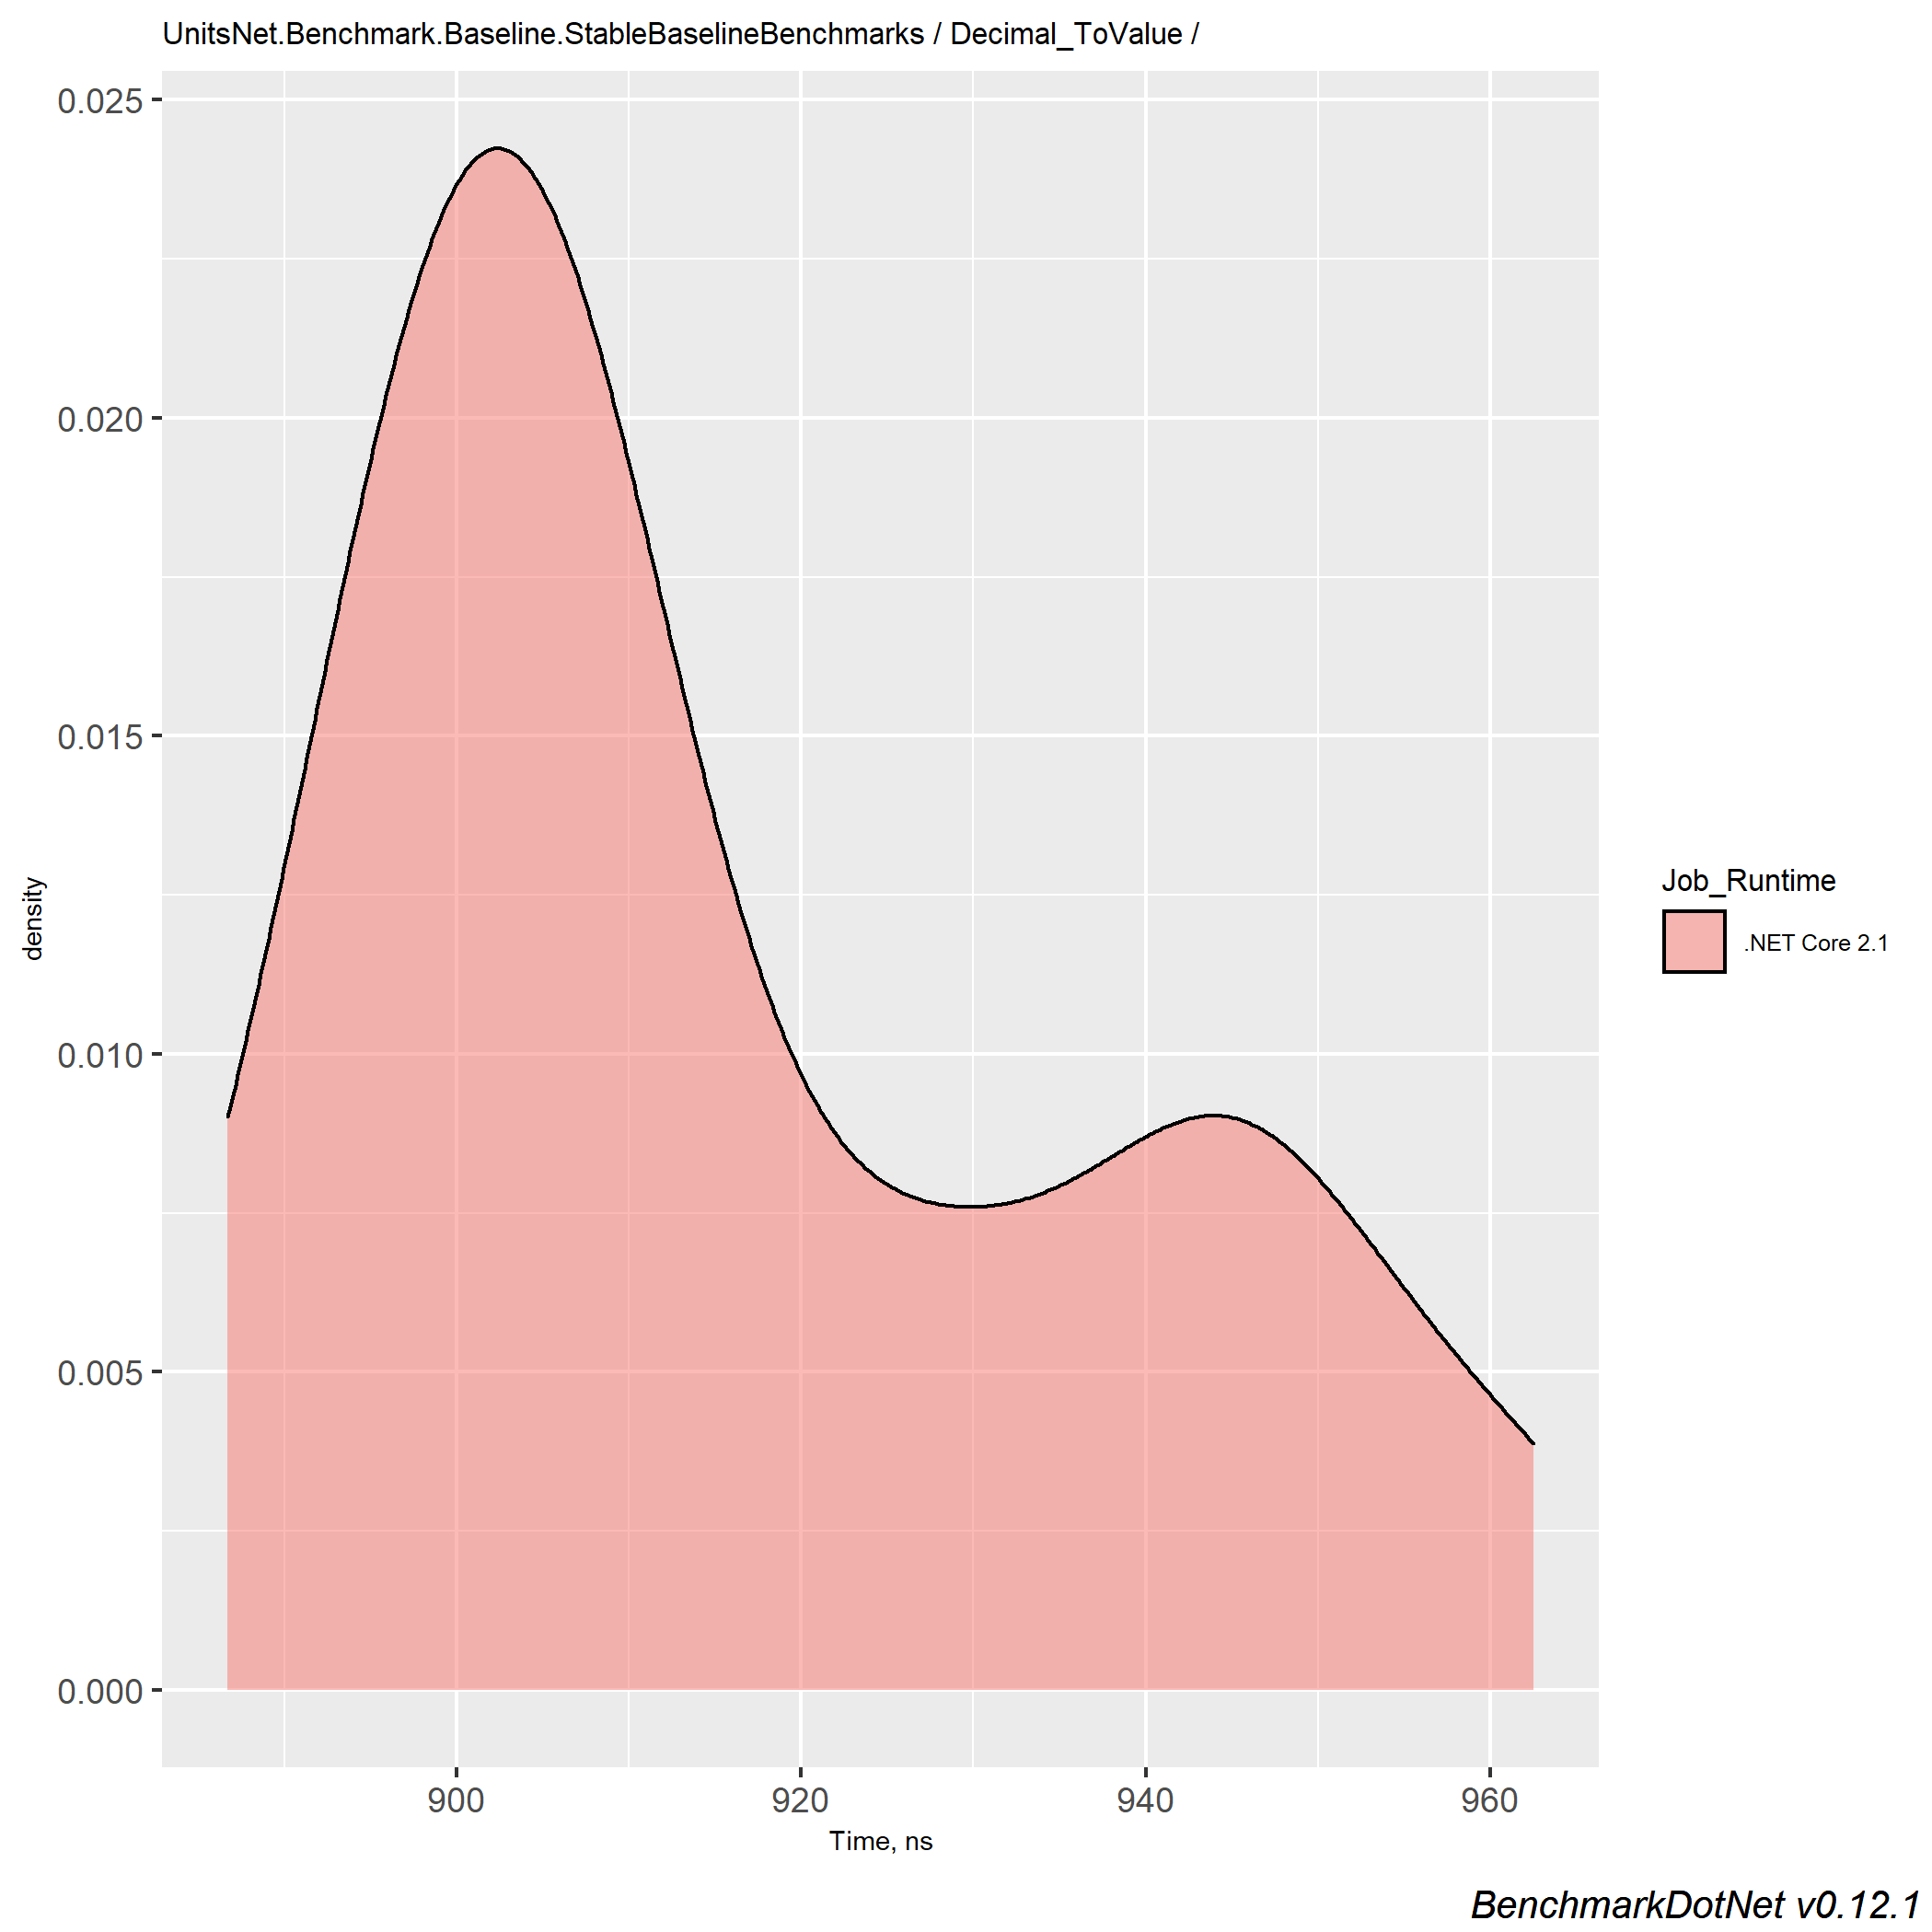 UnitsNet.Benchmark.Baseline.StableBaselineBenchmarks / Decimal_ToValue /
0.025
0.020
0.015
0.010
0.005
0.000
density
900 920 940 960
Time, ns
Job_Runtime
.NET Core 2.1
BenchmarkDotNet v0.12.1